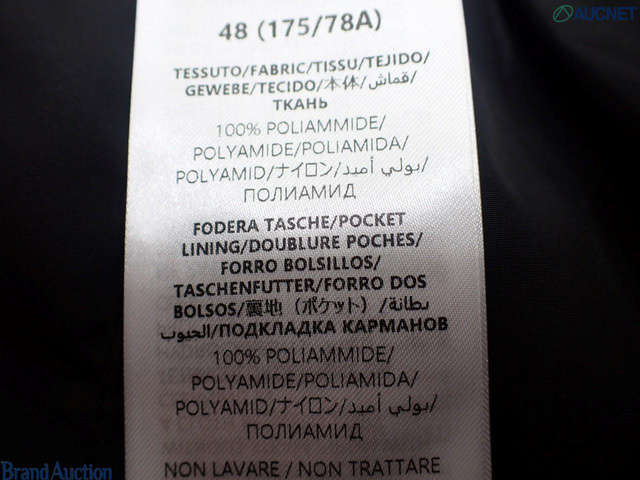 AUCNET
48 (175/78A)
TESSUTO/FABRIC/TISSU/TEJIDO/
GEWEBE/TECIDO/本体/قماش/
ТКАНЬ
100% POLIAMMIDE/
POLYAMIDE/POLIAMIDA/
POLYAMID/ナイロン/بولي أميد/
ПОЛИАМИД
FODERA TASCHE/POCKET
LINING/DOUBLURE POCHES/
FORRO BOLSILLOS/
TASCHENFUTTER/FORRO DOS
BOLSOS/裏地 (ポケット)/بطانة
الجيوب/ПОДКЛАДКА КАРМАНОВ
100% POLIAMMIDE/
POLYAMIDE/POLIAMIDA/
POLYAMID/ナイロン/بولي أميد/
ПОЛИАМИД
NON LAVARE / NON TRATTARE
Brand Auction